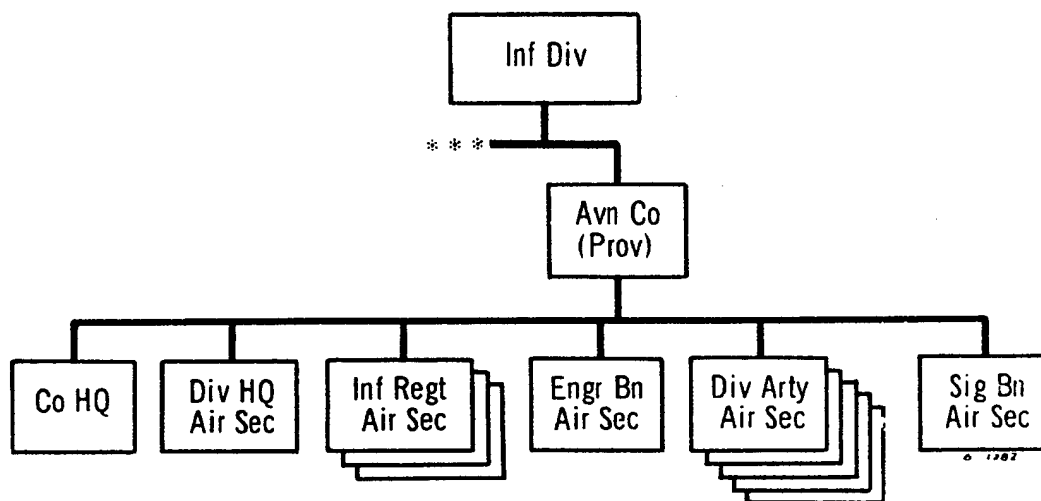 Inf Div
* * *
Avn Co
(Prov)
Co HQ
Div HQ
Air Sec
Inf Regt
Air Sec
Engr Bn
Air Sec
Div Arty
Air Sec
Sig Bn
Air Sec